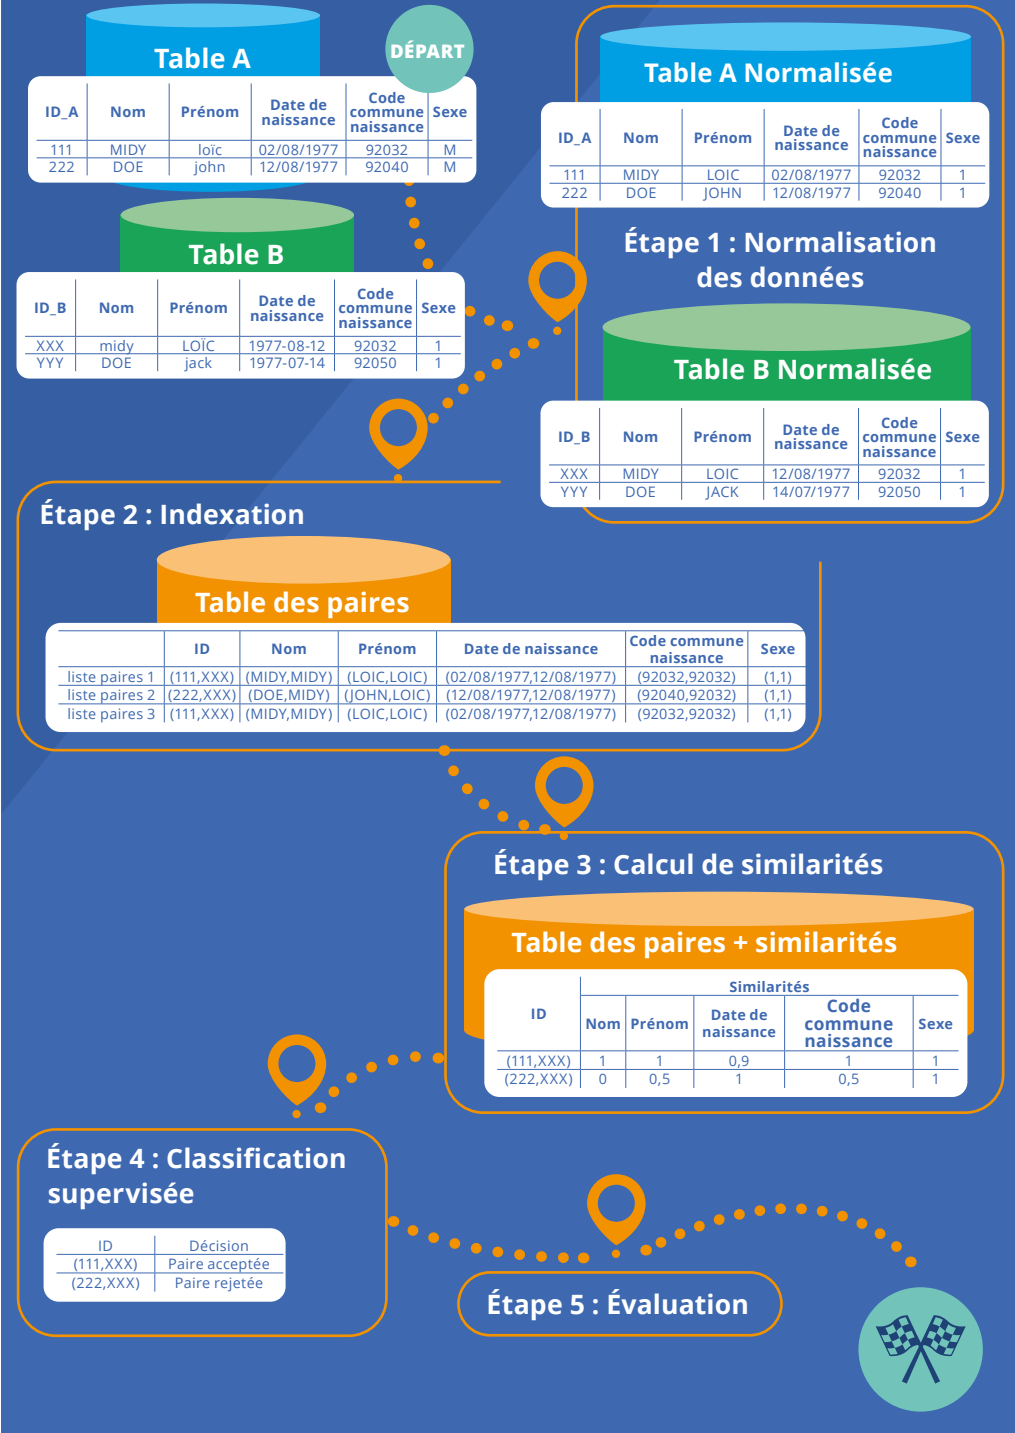 Table A
DÉPART
ID_A Nom Prénom Date de naissance Code commune naissance Sexe
111 MIDY loïc 02/08/1977 92032 M
222 DOE john 12/08/1977 92040 M
Table B
ID_B Nom Prénom Date de naissance Code commune naissance Sexe
XXX midy LOÏC 1977-08-12 92032 1
YYY DOE jack 1977-07-14 92050 1
Table A Normalisée
ID_A Nom Prénom Date de naissance Code commune naissance Sexe
111 MIDY LOIC 02/08/1977 92032 1
222 DOE JOHN 12/08/1977 92040 1
Étape 1 : Normalisation
des données
Table B Normalisée
ID_B Nom Prénom Date de naissance Code commune naissance Sexe
XXX MIDY LOIC 12/08/1977 92032 1
YYY DOE JACK 14/07/1977 92050 1
Étape 2 : Indexation
Table des paires
ID Nom Prénom Date de naissance Code commune naissance Sexe
liste paires 1 (111,XXX) (MIDY,MIDY) (LOIC,LOIC) (02/08/1977,12/08/1977) (92032,92032) (1,1)
liste paires 2 (222,XXX) (DOE,MIDY) (JOHN,LOIC) (12/08/1977,12/08/1977) (92040,92032) (1,1)
liste paires 3 (111,XXX) (MIDY,MIDY) (LOIC,LOIC) (02/08/1977,12/08/1977) (92032,92032) (1,1)
Étape 3 : Calcul de similarités
Table des paires + similarités
Similarités
ID Nom Prénom Date de naissance Code commune naissance Sexe
(111,XXX) 1 1 0,9 1 1
(222,XXX) 0 0,5 1 0,5 1
Étape 4 : Classification
supervisée
ID Décision
(111,XXX) Paire acceptée
(222,XXX) Paire rejetée
Étape 5 : Évaluation